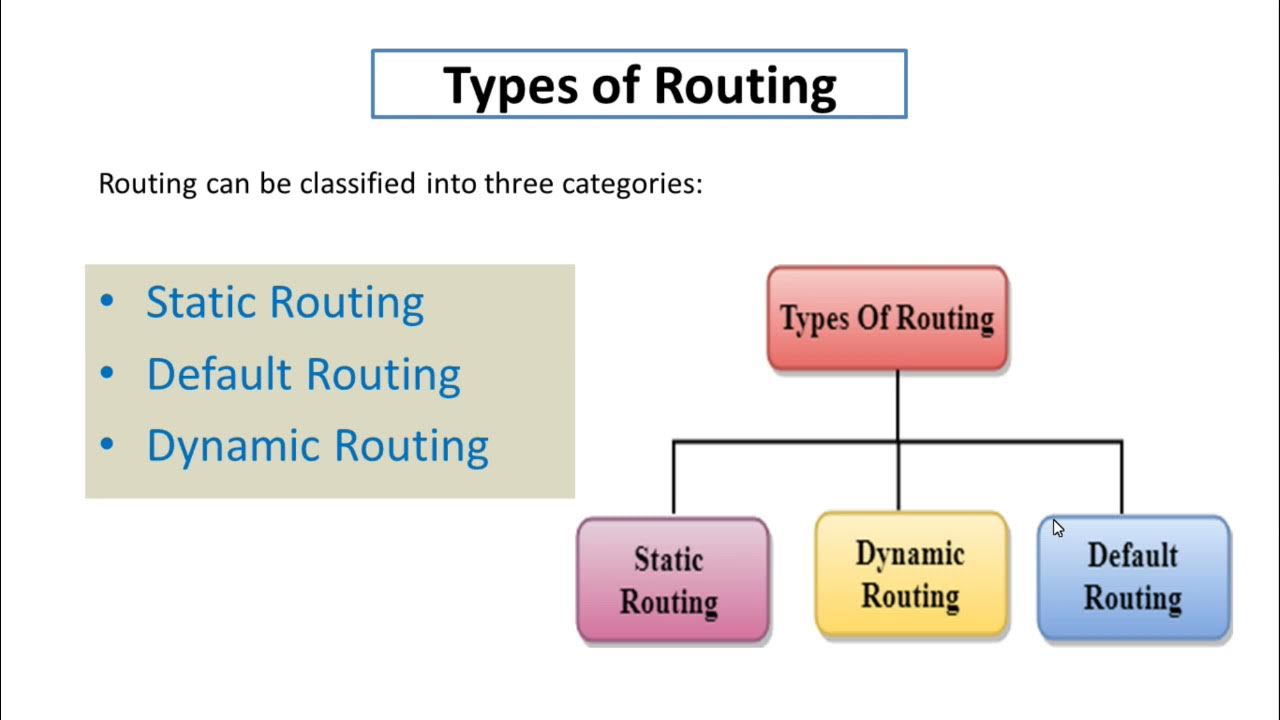 Types of Routing
Routing can be classified into three categories:
• Static Routing
• Default Routing
• Dynamic Routing
Types Of Routing
Static
Routing
Dynamic
Routing
Default
Routing